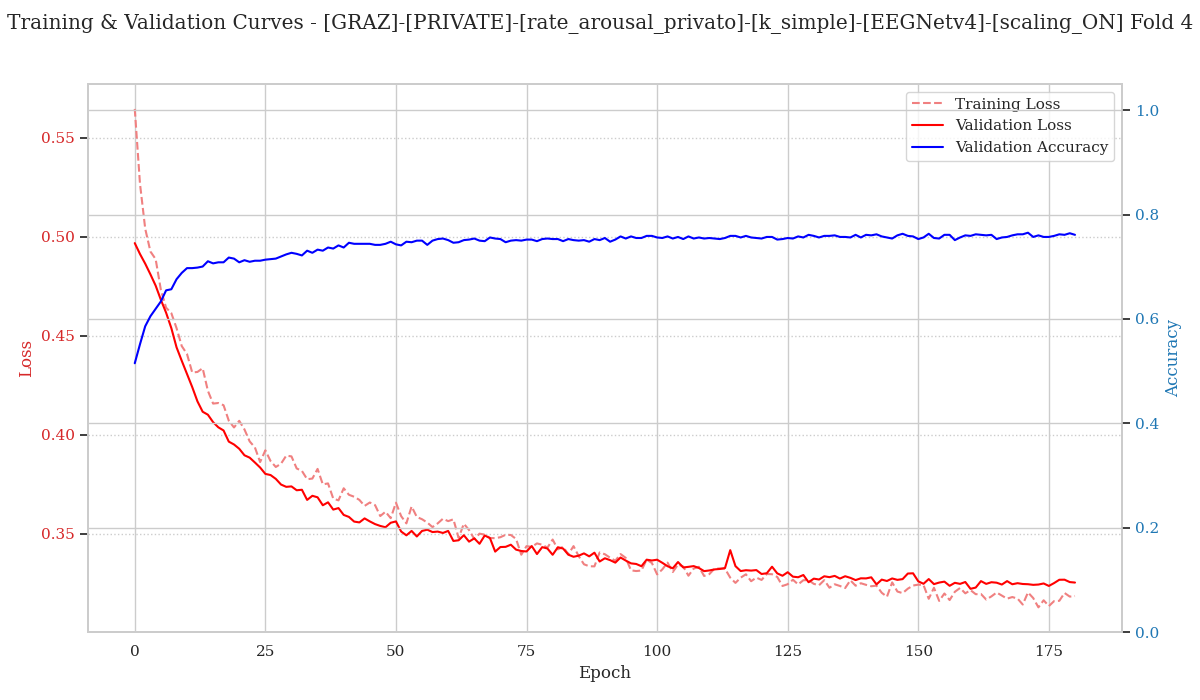 Training & Validation Curves - [GRAZ]-[PRIVATE]-[rate_arousal_privato]-[k_simple]-[EEGNetv4]-[scaling_ON] Fold 4
Training Loss
Validation Loss
Validation Accuracy
0.55
0.50
0.45
0.40
0.35
Loss
1.0
0.8
0.6
0.4
0.2
0.0
Accuracy
0 25 50 75 100 125 150 175
Epoch